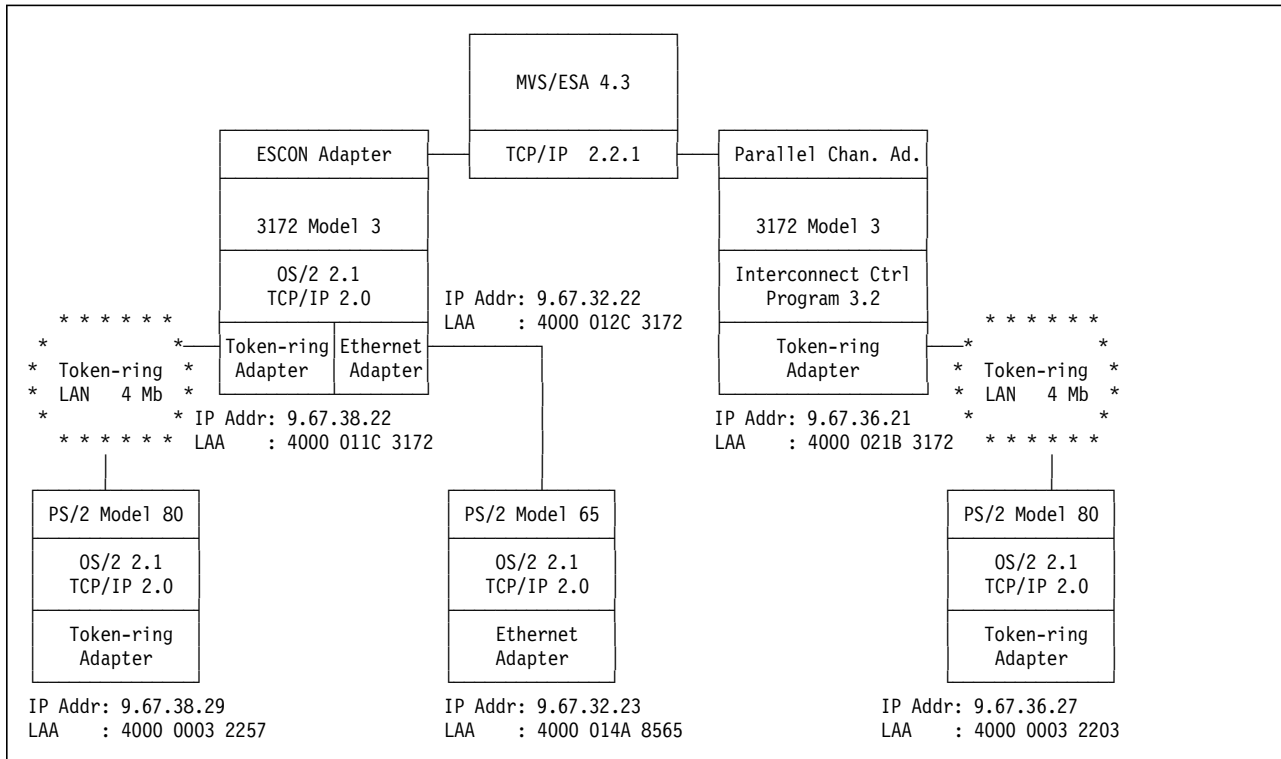 MVS/ESA 4.3
ESCON Adapter
TCP/IP 2.2.1
Parallel Chan. Ad.
3172 Model 3
3172 Model 3
OS/2 2.1
TCP/IP 2.0
Interconnect Ctrl
Program 3.2
IP Addr: 9.67.32.22
LAA : 4000 012C 3172
* * * * * *
* *
* Token-ring *
* LAN 4 Mb *
* *
* * * * * *
Token-ring
Adapter
Ethernet
Adapter
Token-ring
Adapter
* * * * * *
* *
* Token-ring *
* LAN 4 Mb *
* *
* * * * * *
IP Addr: 9.67.38.22
LAA : 4000 011C 3172
IP Addr: 9.67.36.21
LAA : 4000 021B 3172
PS/2 Model 80
OS/2 2.1
TCP/IP 2.0
Token-ring
Adapter
IP Addr: 9.67.38.29
LAA : 4000 0003 2257
PS/2 Model 65
OS/2 2.1
TCP/IP 2.0
Ethernet
Adapter
IP Addr: 9.67.32.23
LAA : 4000 014A 8565
PS/2 Model 80
OS/2 2.1
TCP/IP 2.0
Token-ring
Adapter
IP Addr: 9.67.36.27
LAA : 4000 0003 2203